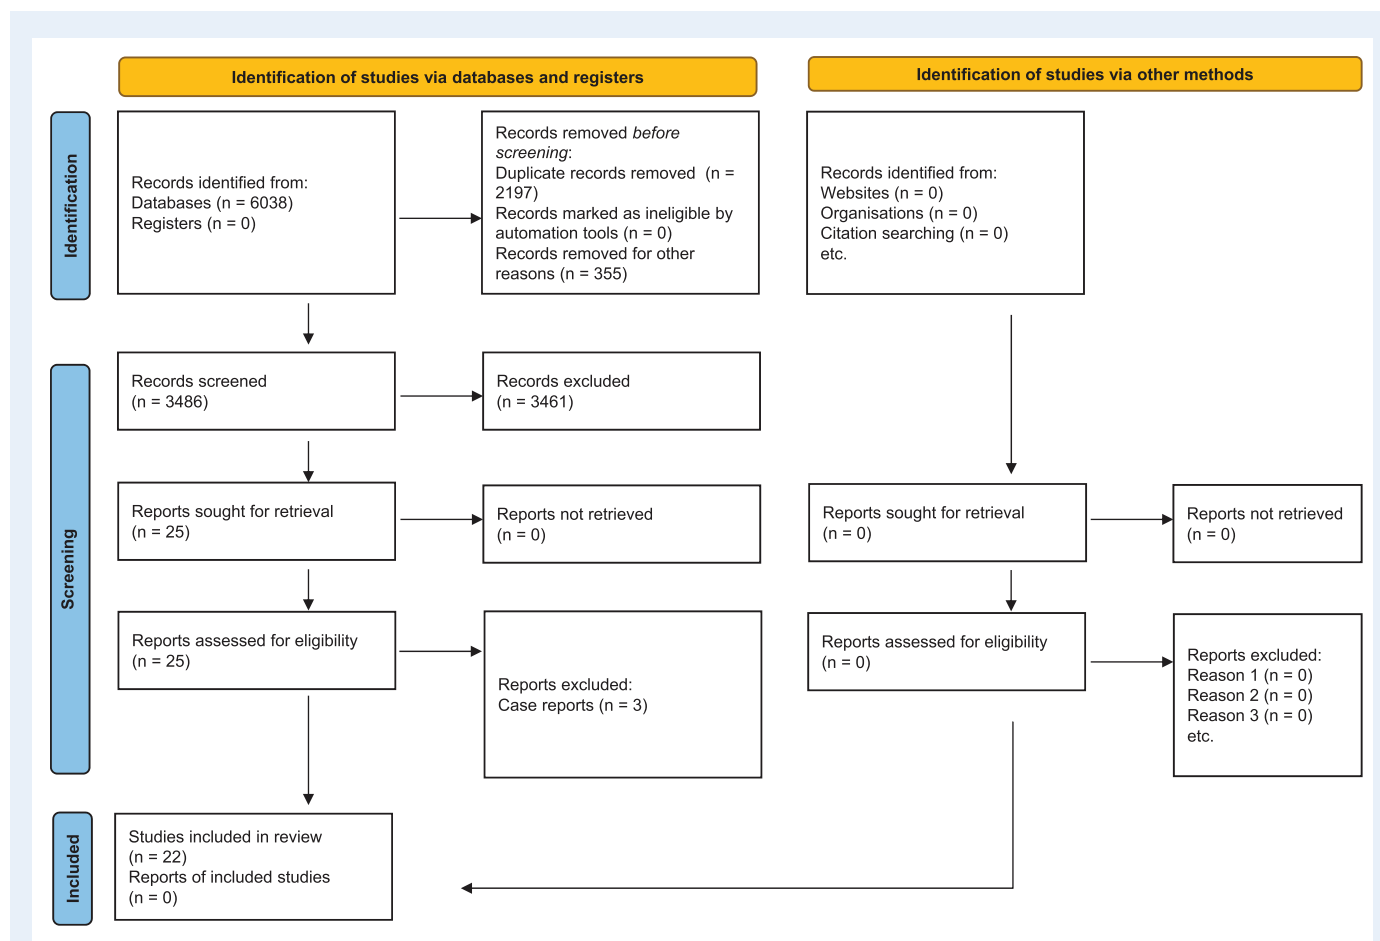 Identification of studies via databases and registers
Identification of studies via other methods
Identification
Records identified from:
Databases (n = 6038)
Registers (n = 0)
Records removed before
screening:
Duplicate records removed (n =
2197)
Records marked as ineligible by
automation tools (n = 0)
Records removed for other
reasons (n = 355)
Records identified from:
Websites (n = 0)
Organisations (n = 0)
Citation searching (n = 0)
etc.
Screening
Records screened
(n = 3486)
Records excluded
(n = 3461)
Reports sought for retrieval
(n = 25)
Reports not retrieved
(n = 0)
Reports sought for retrieval
(n = 0)
Reports not retrieved
(n = 0)
Reports assessed for eligibility
(n = 25)
Reports excluded:
Case reports (n = 3)
Reports assessed for eligibility
(n = 0)
Reports excluded:
Reason 1 (n = 0)
Reason 2 (n = 0)
Reason 3 (n = 0)
etc.
Included
Studies included in review
(n = 22)
Reports of included studies
(n = 0)